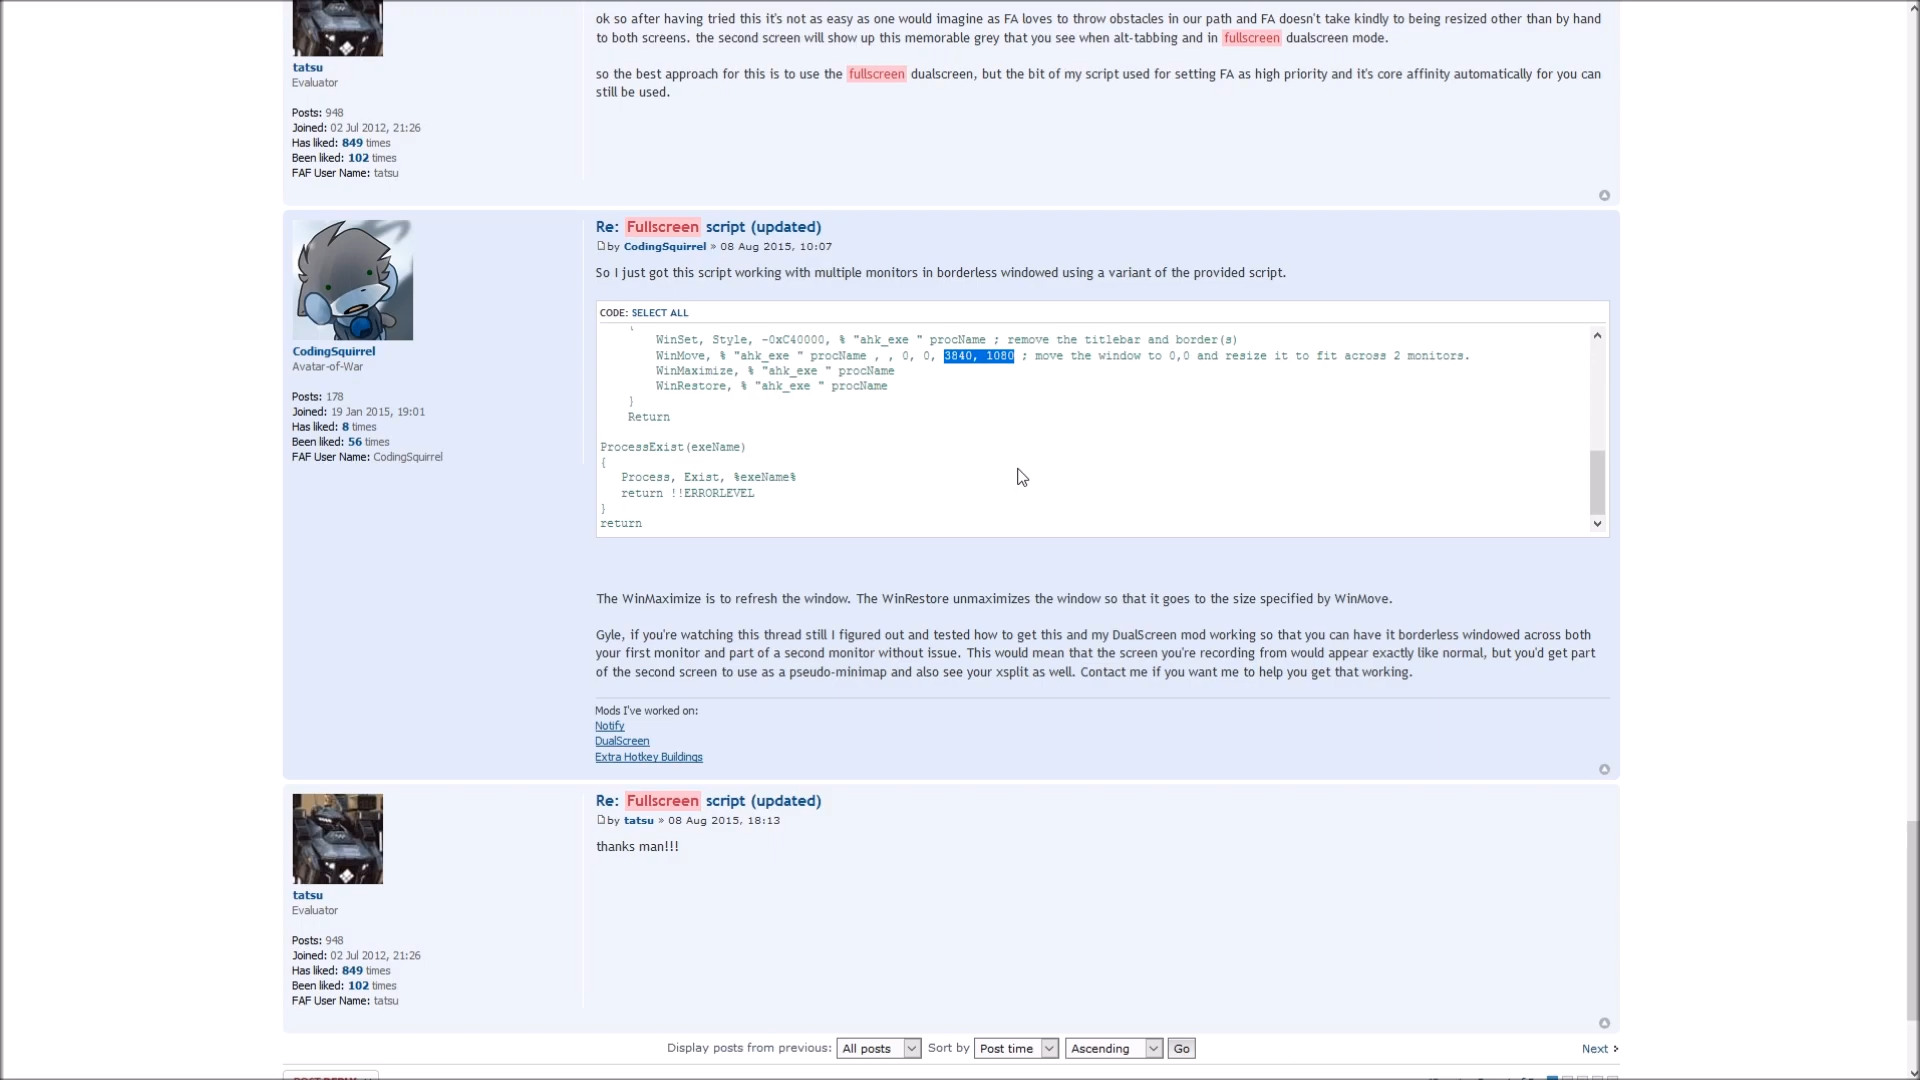 ok so after having tried this it's not as easy as one would imagine as FA loves to throw obstacles in our path and FA doesn't take kindly to being resized other than by hand
to both screens. the second screen will show up this memorable grey that you see when alt-tabbing and in fullscreen dualscreen mode.
so the best approach for this is to use the fullscreen dualscreen, but the bit of my script used for setting FA as high priority and it's core affinity automatically for you can
still be used.
tatsu
Evaluator
Posts: 948
Joined: 02 Jul 2012, 21:26
Has liked: 849 times
Been liked: 102 times
FAF User Name: tatsu
Re: Fullscreen script (updated)
by CodingSquirrel » 08 Aug 2015, 10:07
So I just got this script working with multiple monitors in borderless windowed using a variant of the provided script.
CODE: SELECT ALL
WinSet, Style, -0xC40000, % "ahk_exe " procName ; remove the titlebar and border(s)
WinMove, % "ahk_exe " procName , , 0, 0, 3840, 1080 ; move the window to 0,0 and resize it to fit across 2 monitors.
WinMaximize, % "ahk_exe " procName
WinRestore, % "ahk_exe " procName
}
Return
ProcessExist(exeName)
{
Process, Exist, %exeName%
return !!ERRORLEVEL
}
return
CodingSquirrel
Avatar-of-War
Posts: 178
Joined: 19 Jan 2015, 19:01
Has liked: 8 times
Been liked: 56 times
FAF User Name: CodingSquirrel
The WinMaximize is to refresh the window. The WinRestore unmaximizes the window so that it goes to the size specified by WinMove.
Gyle, if you're watching this thread still I figured out and tested how to get this and my DualScreen mod working so that you can have it borderless windowed across both
your first monitor and part of a second monitor without issue. This would mean that the screen you're recording from would appear exactly like normal, but you'd get part
of the second screen to use as a pseudo-minimap and also see your xsplit as well. Contact me if you want me to help you get that working.
Mods I've worked on:
Notify
DualScreen
Extra Hotkey Buildings
Re: Fullscreen script (updated)
by tatsu » 08 Aug 2015, 18:13
thanks man!!!
tatsu
Evaluator
Posts: 948
Joined: 02 Jul 2012, 21:26
Has liked: 849 times
Been liked: 102 times
FAF User Name: tatsu
Display posts from previous: All posts Sort by Post time Ascending Go
Next